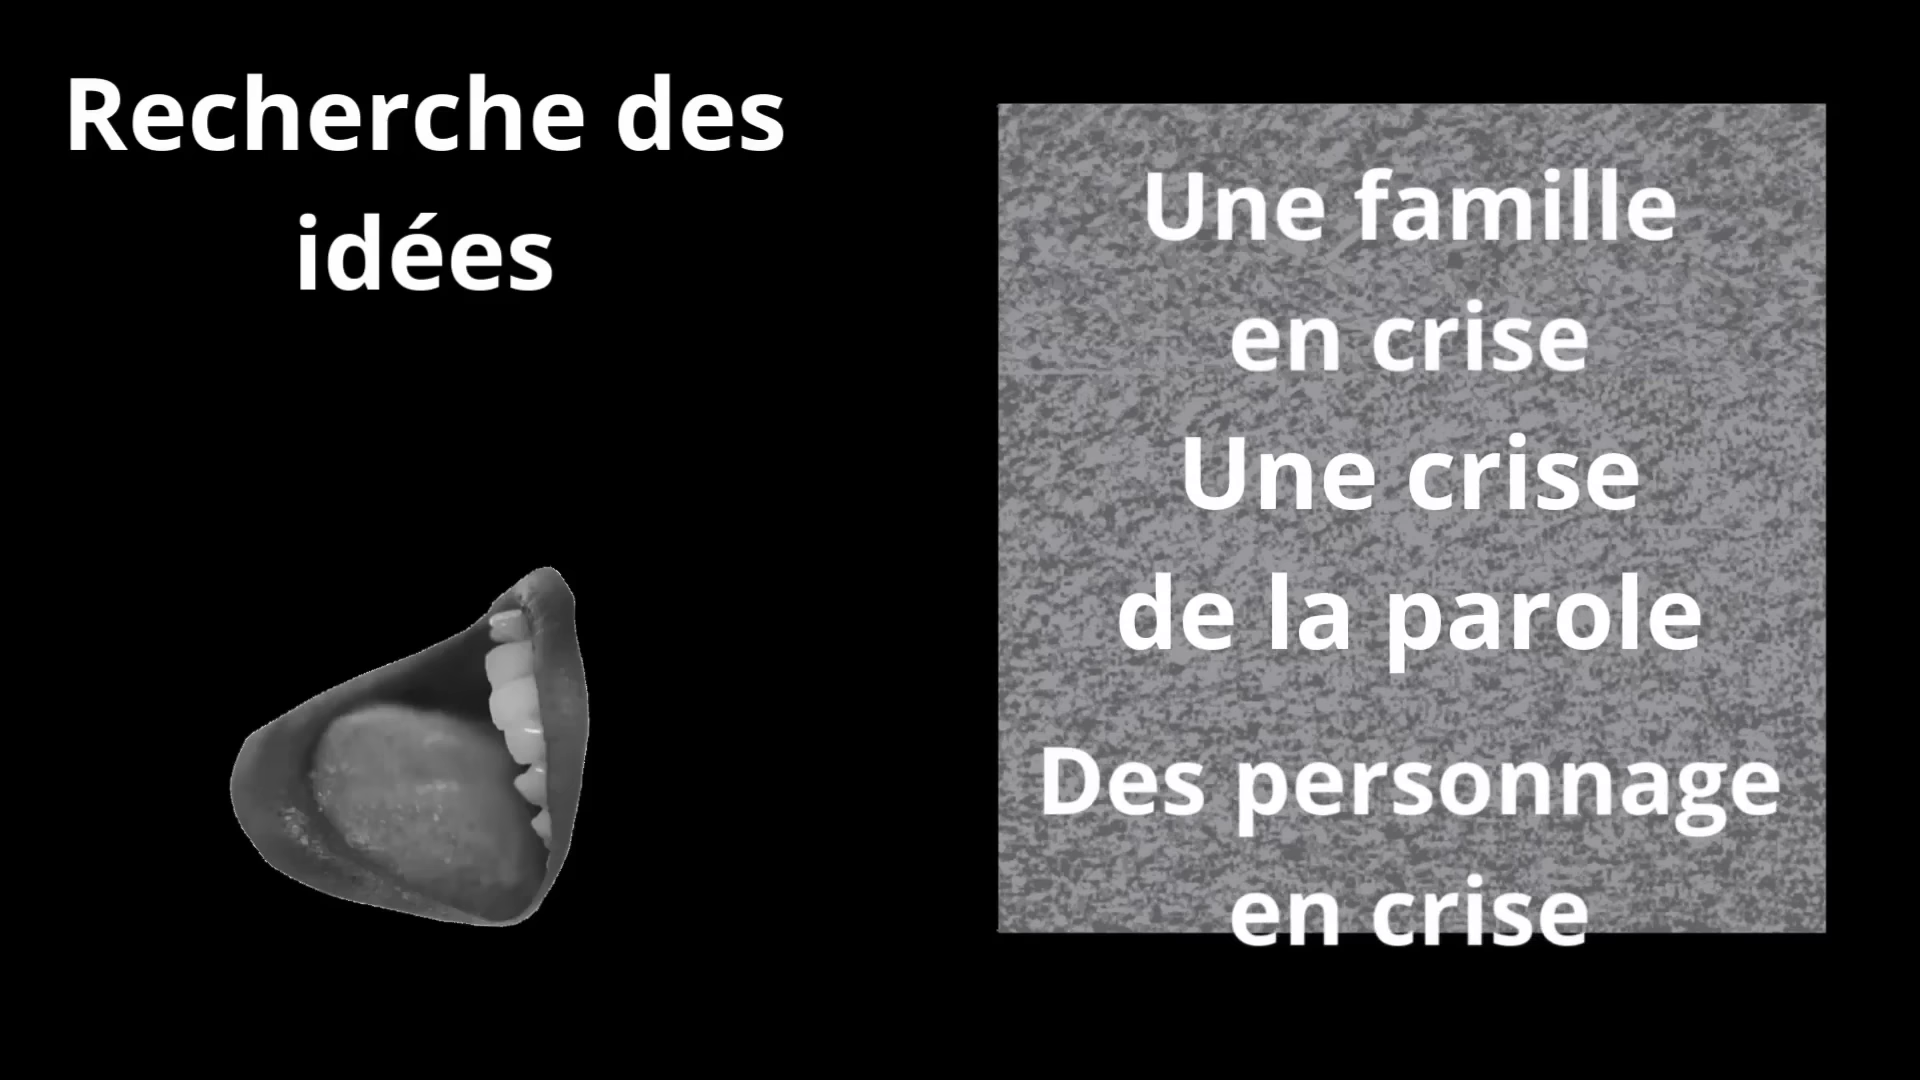 Recherche des
idées
Une famille
en crise
Une crise
de la parole
Des personnage
en crise